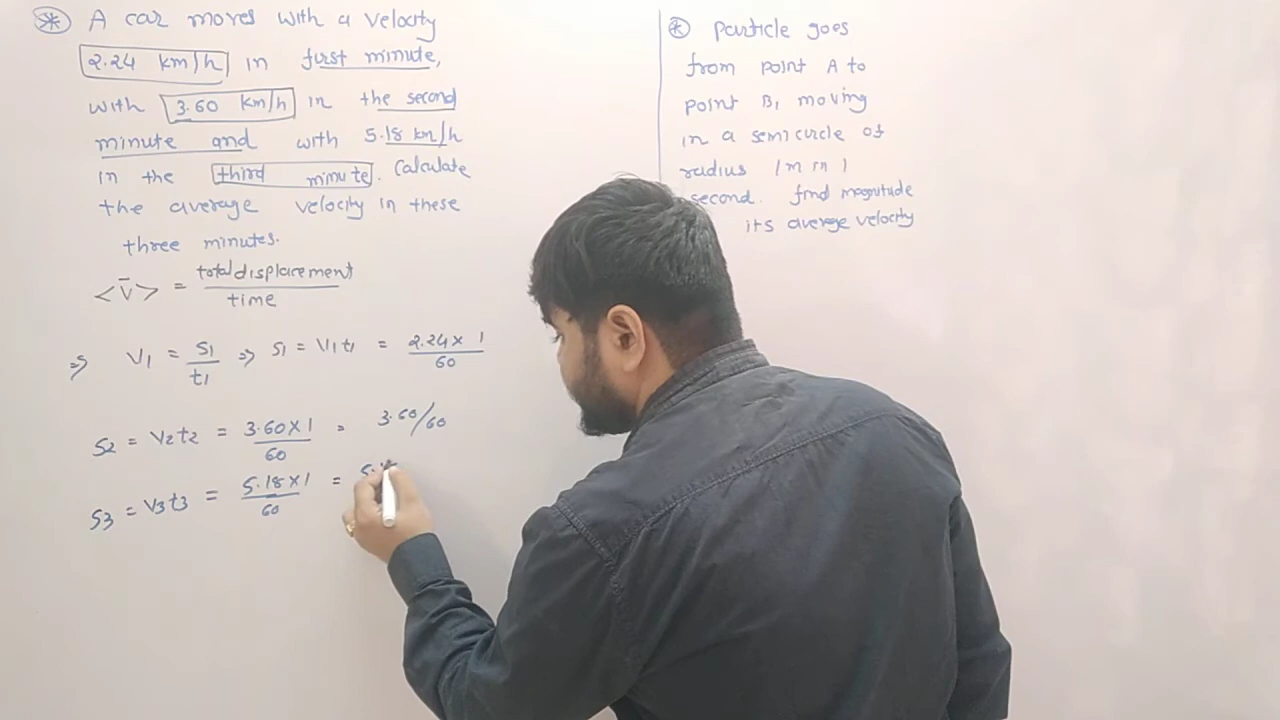 * A car moves with a velocity
2.24 km/h in first minute,
with 3.60 km/h in the second
minute and with 5.18 km/h
in the third minute. Calculate
the average velocity in these
three minutes.
<v̄> = total displacement / time
⇒ V1 = S1/t1 ⇒ S1 = V1t1 = 2.24 × 1 / 60
S2 = V2t2 = 3.60 × 1 / 60 = 3.60/60
S3 = V3t3 = 5.18 × 1 / 60 =
* particle goes
from point A to
point B, moving
in a semicircle of
radius 1m in 1
second. find magnitude
its average velocity